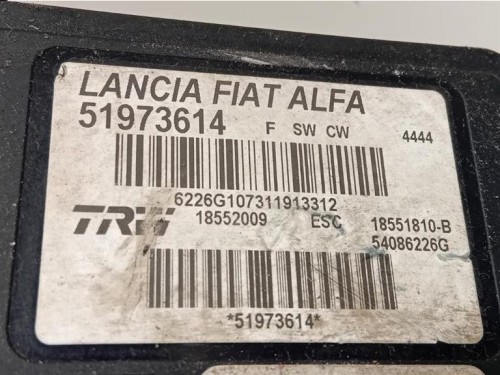 LANCIA FIAT ALFA
51973614 F SW CW 4444
6226G107311913312
TRW 18552009 ESC 18551810-B
54086226G
*51973614*